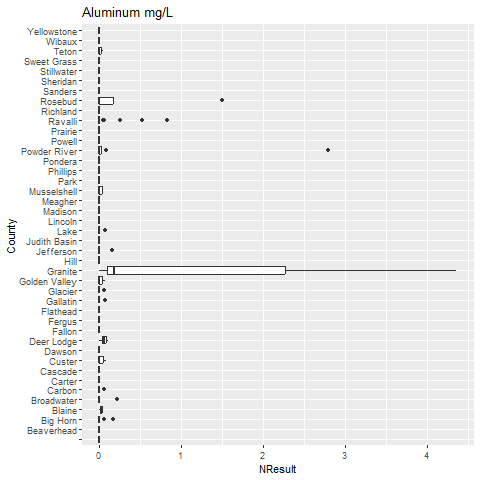 Aluminum mg/L
Yellowstone
Wibaux
Teton
Sweet Grass
Stillwater
Sheridan
Sanders
Rosebud
Richland
Ravalli
Prairie
Powell
Powder River
Pondera
Phillips
Park
Musselshell
Meagher
Madison
Lincoln
Lake
Judith Basin
Jefferson
Hill
Granite
Golden Valley
Glacier
Gallatin
Flathead
Fergus
Fallon
Deer Lodge
Dawson
Custer
Cascade
Carter
Carbon
Broadwater
Blaine
Big Horn
Beaverhead
County
0 1 2 3 4
NResult